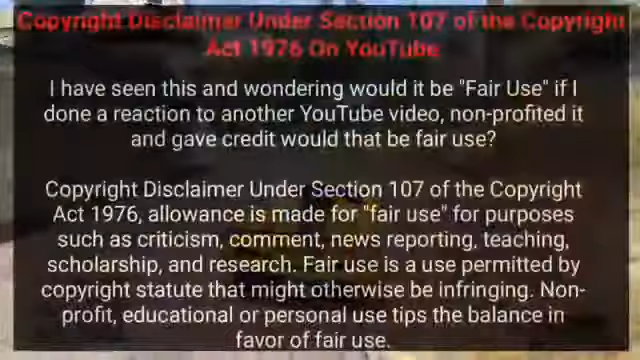 Copyright Disclaimer Under Section 107 of the Copyright
Act 1976 On YouTube
I have seen this and wondering would it be "Fair Use" if I
done a reaction to another YouTube video, non-profited it
and gave credit would that be fair use?
Copyright Disclaimer Under Section 107 of the Copyright
Act 1976, allowance is made for "fair use" for purposes
such as criticism, comment, news reporting, teaching,
scholarship, and research. Fair use is a use permitted by
copyright statute that might otherwise be infringing. Non-
profit, educational or personal use tips the balance in
favor of fair use.